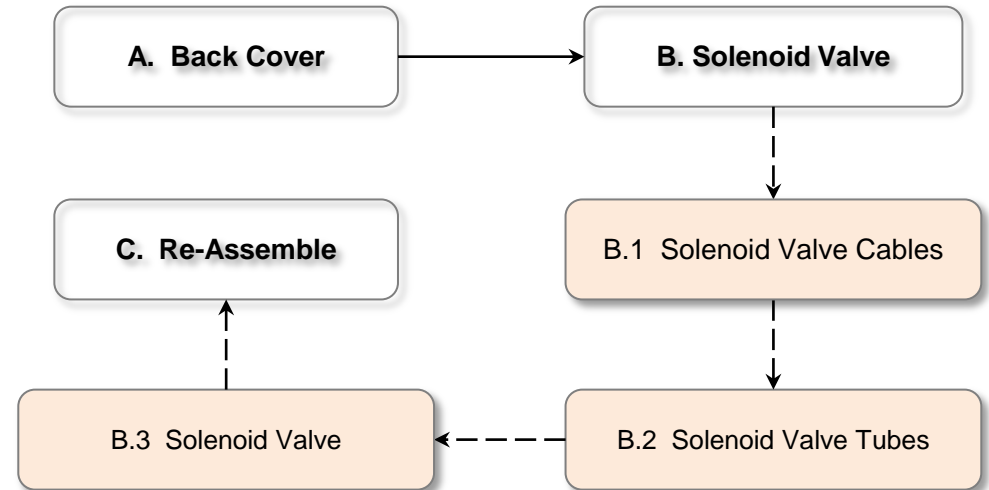 A. Back Cover
B. Solenoid Valve
B.1 Solenoid Valve Cables
C. Re-Assemble
B.2 Solenoid Valve Tubes
B.3 Solenoid Valve